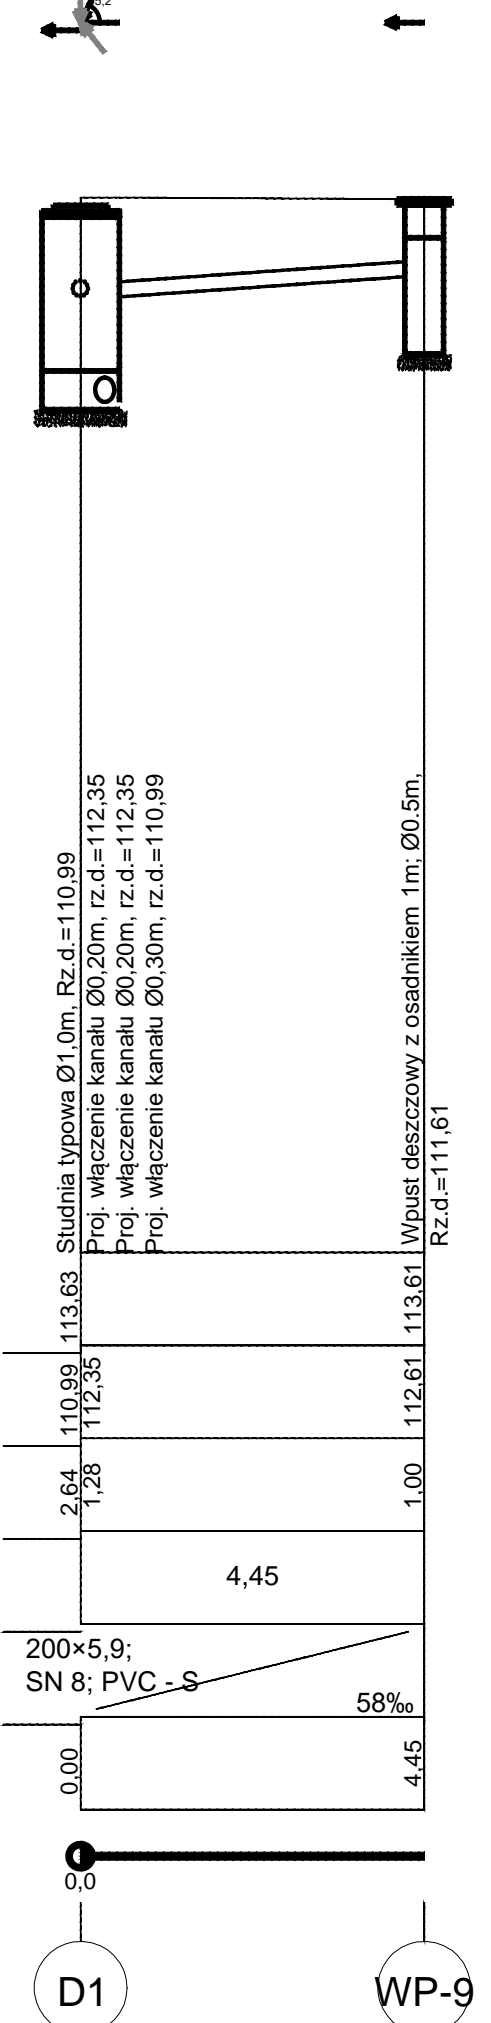 5,2
Studnia typowa Ø1,0m, Rz.d.=110,99
Proj. włączenie kanału Ø0,20m, rz.d.=112,35
Proj. włączenie kanału Ø0,20m, rz.d.=112,35
Proj. włączenie kanału Ø0,30m, rz.d.=110,99
Wpust deszczowy z osadnikiem 1m; Ø0.5m,
Rz.d.=111,61
113,63
113,61
110,99
112,35
112,61
2,64
1,28
1,00
4,45
200×5,9;
SN 8; PVC - S
58‰
0,00
4,45
0,0
D1
WP-9